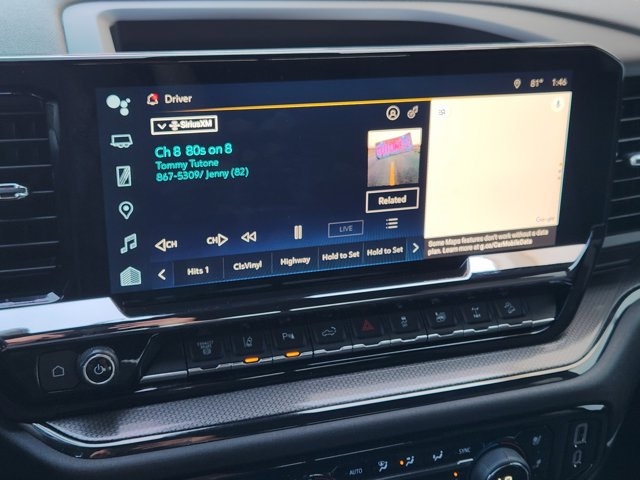 Driver
81° 1:46
SiriusXM
Ch 8 80s on 8
Tommy Tutone
867-5309/ Jenny (82)
Related
CH CH LIVE
Hits 1 ClsVinyl Highway Hold to Set Hold to Set
Google
Some Maps features don't work without a data
plan. Learn more at g.co/CarMobileData
AUTO SYNC